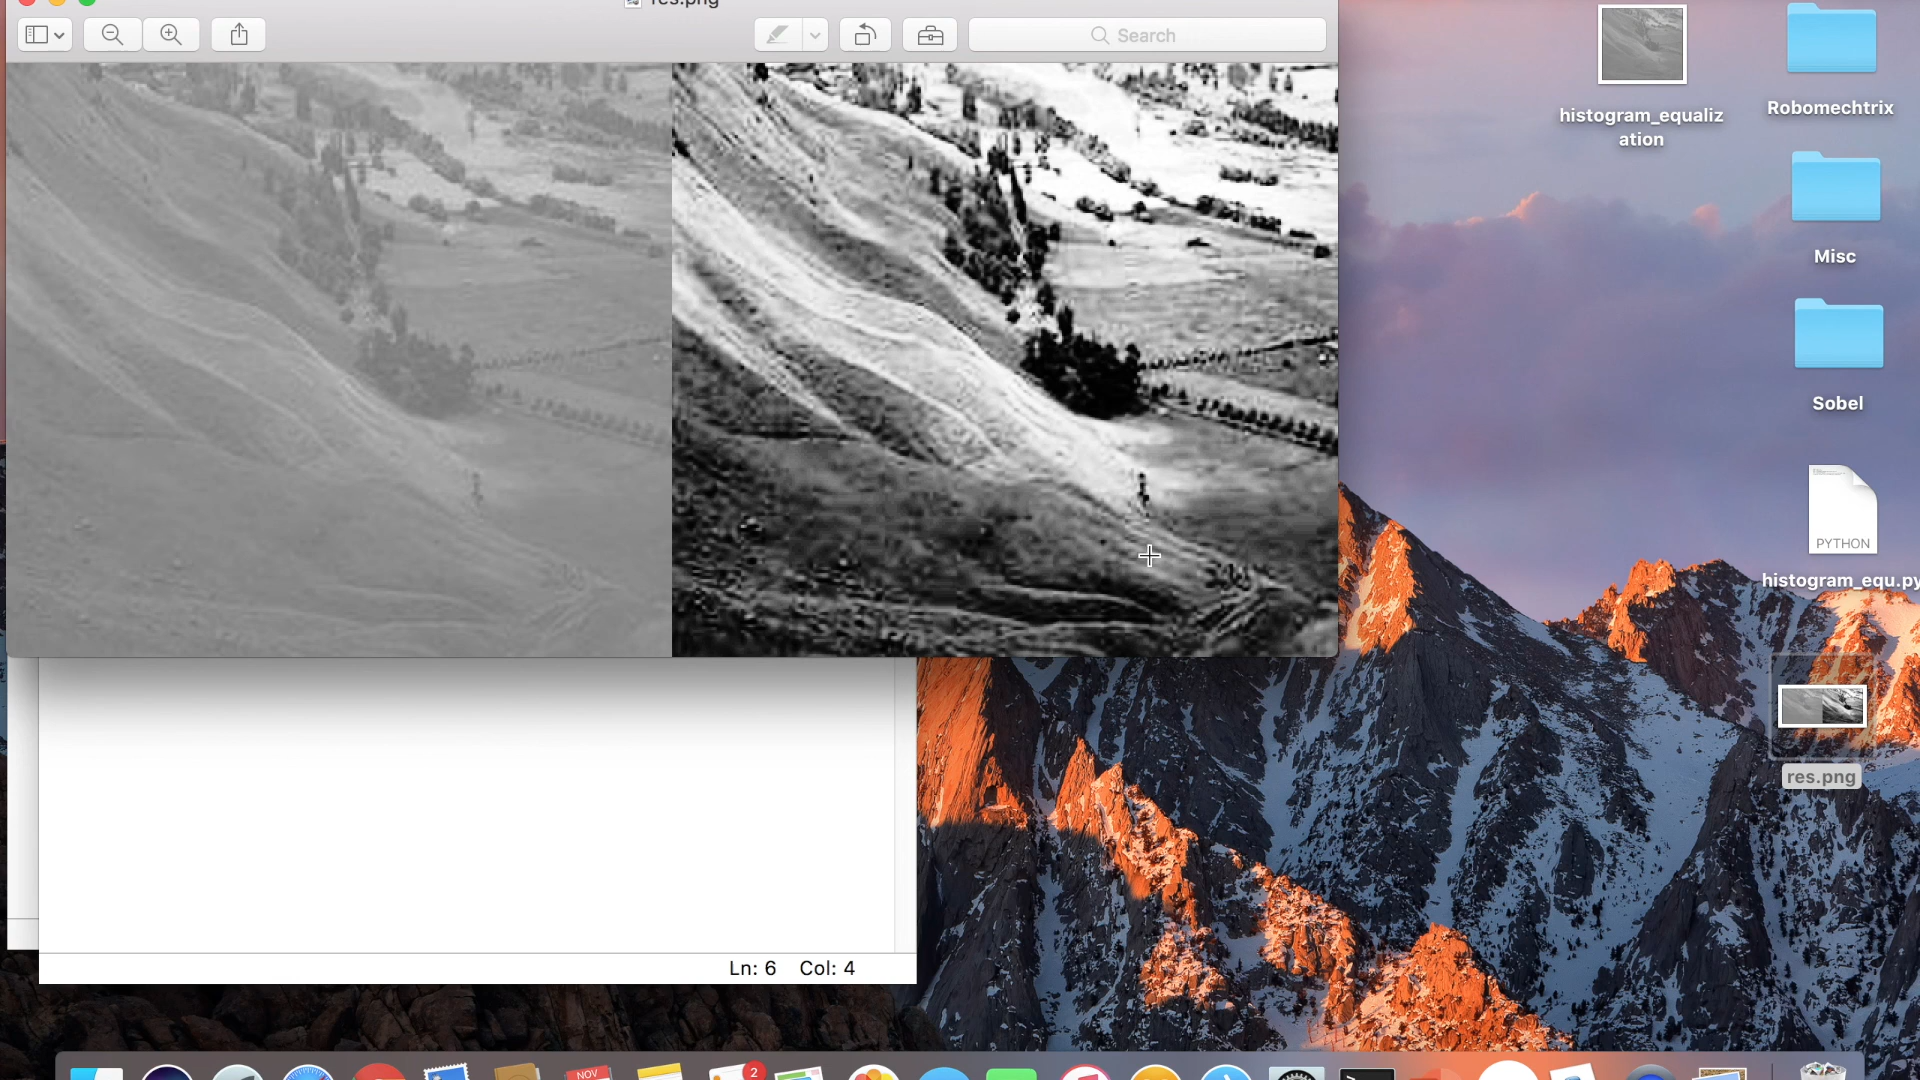 res.png
Search
histogram_equaliz
ation
Robomechtrix
Misc
Sobel
PYTHON
histogram_equ.py
res.png
Ln: 6 Col: 4
NOV
2